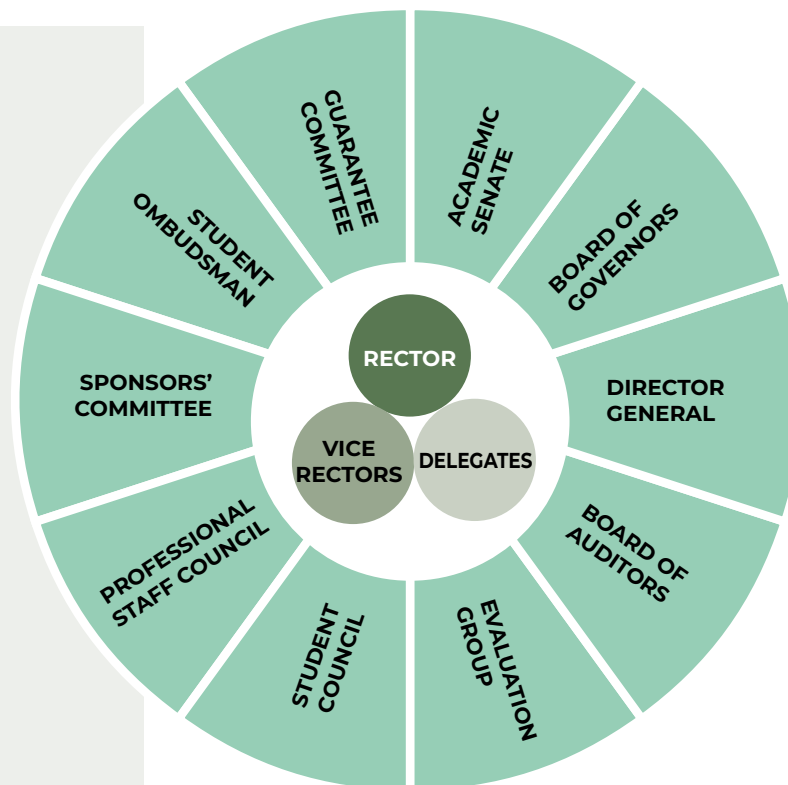 GUARANTEE
COMMITTEE
ACADEMIC
SENATE
BOARD OF
GOVERNORS
DIRECTOR
GENERAL
BOARD OF
AUDITORS
EVALUATION
GROUP
STUDENT
COUNCIL
PROFESSIONAL
STAFF COUNCIL
SPONSORS’
COMMITTEE
STUDENT
OMBUDSMAN
RECTOR
VICE
RECTORS
DELEGATES